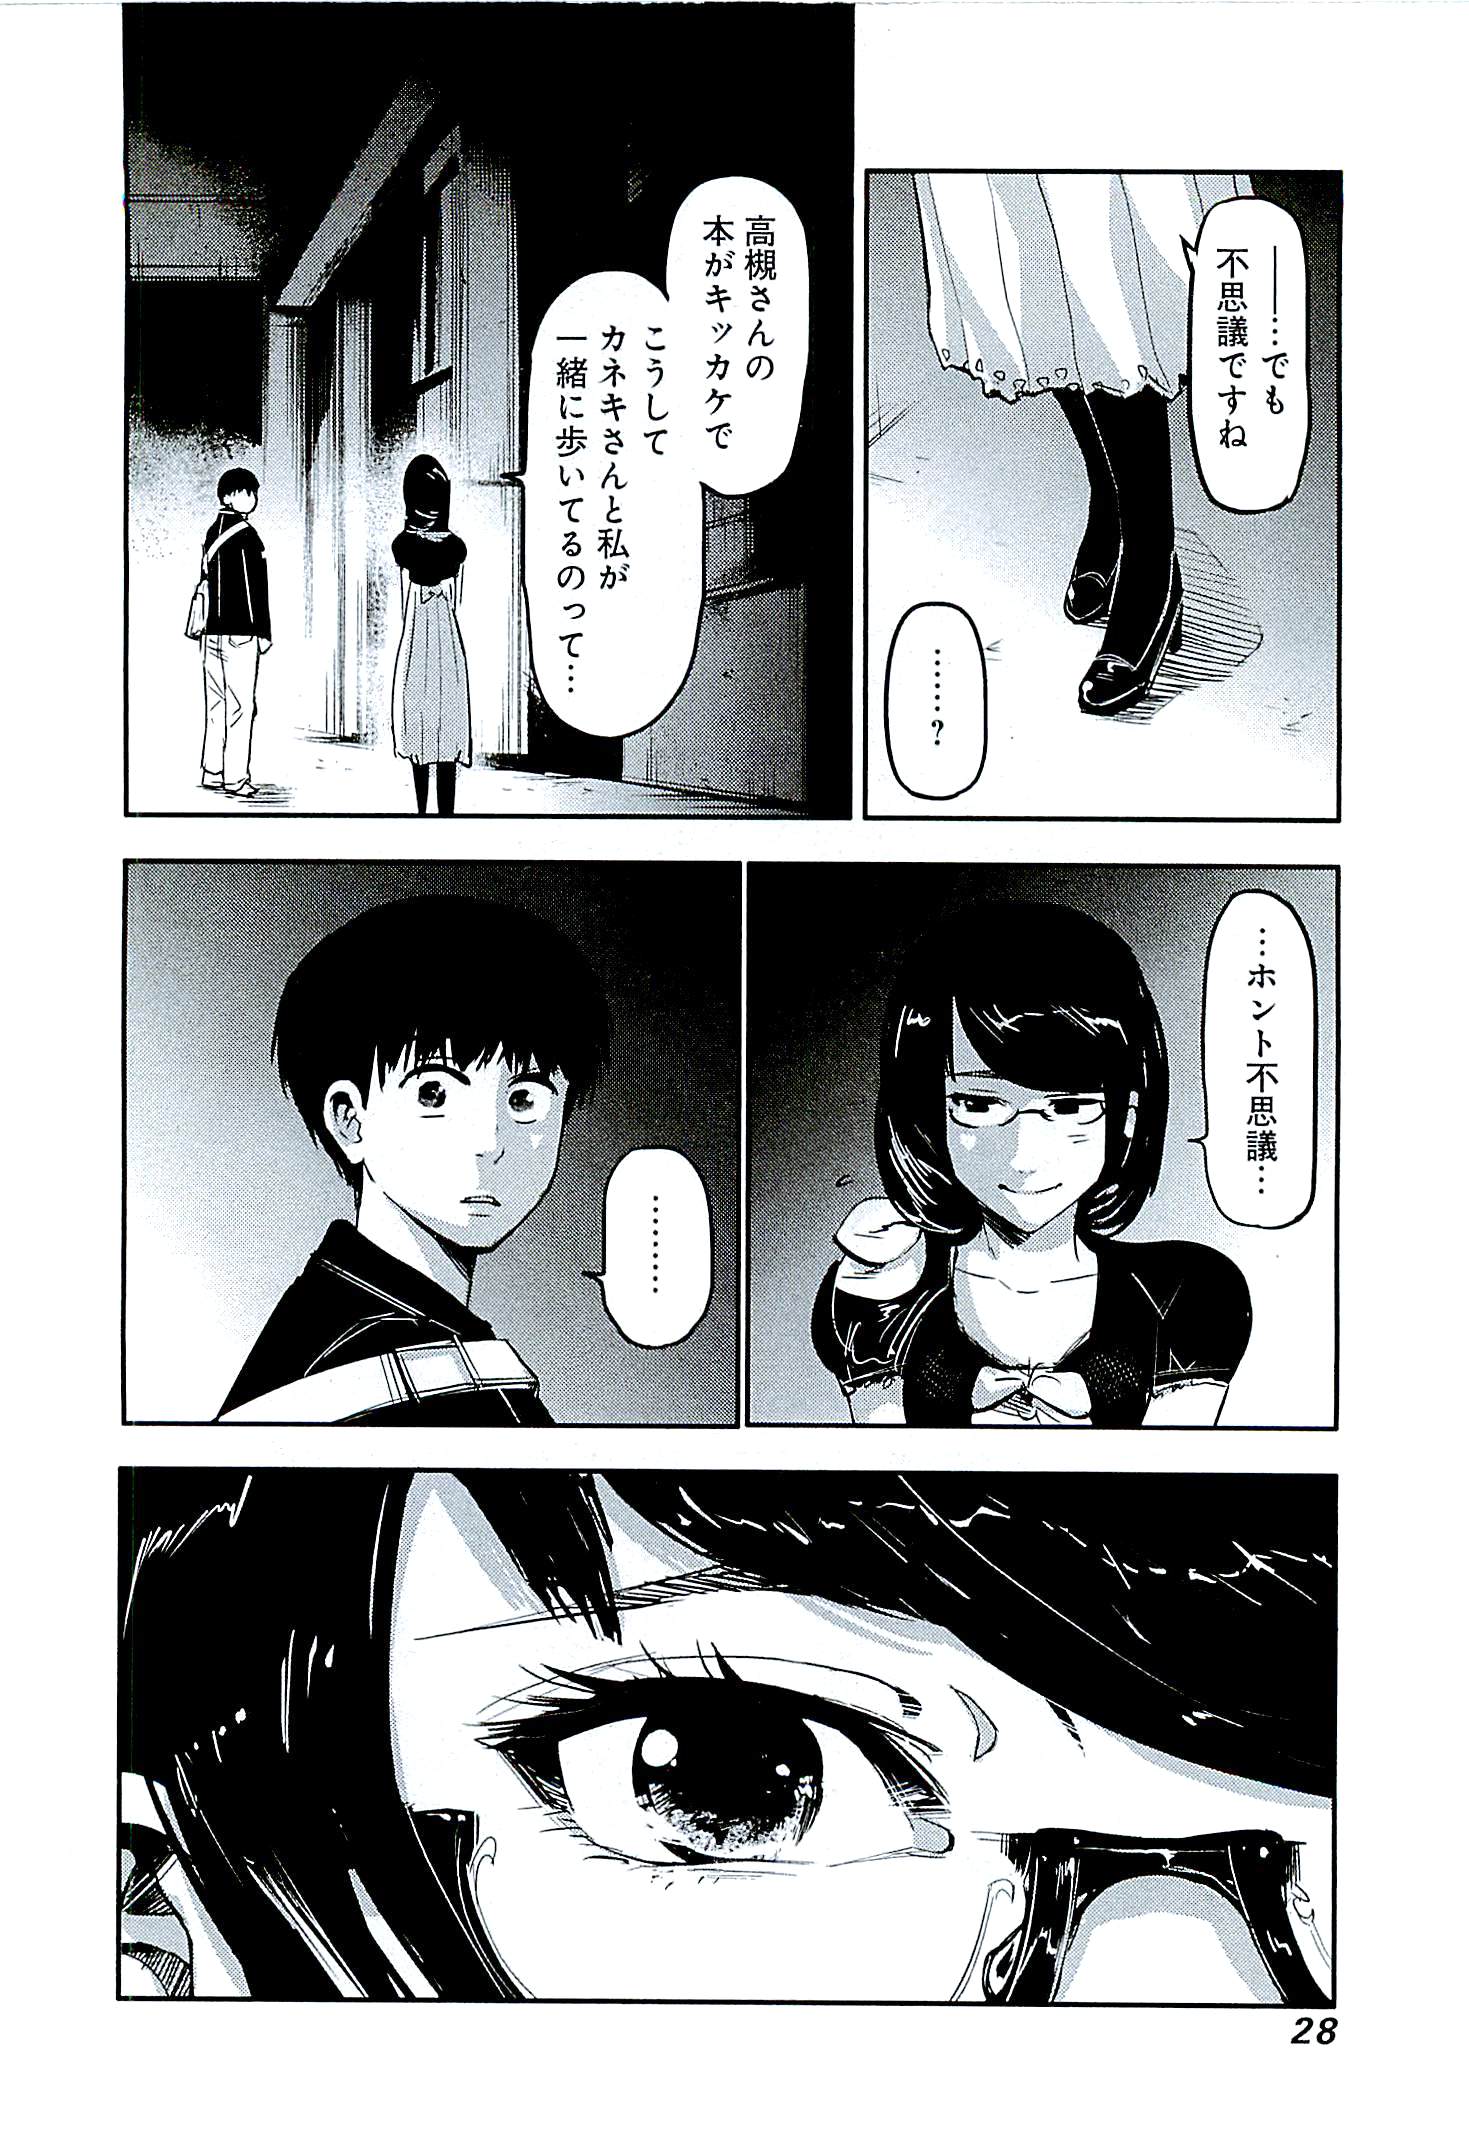 ――…でも
不思議ですね
………?
高槻さんの
本がキッカケで
こうして
カネキさんと私が
一緒に歩いてるのって…
…ホント不思議…
………
28